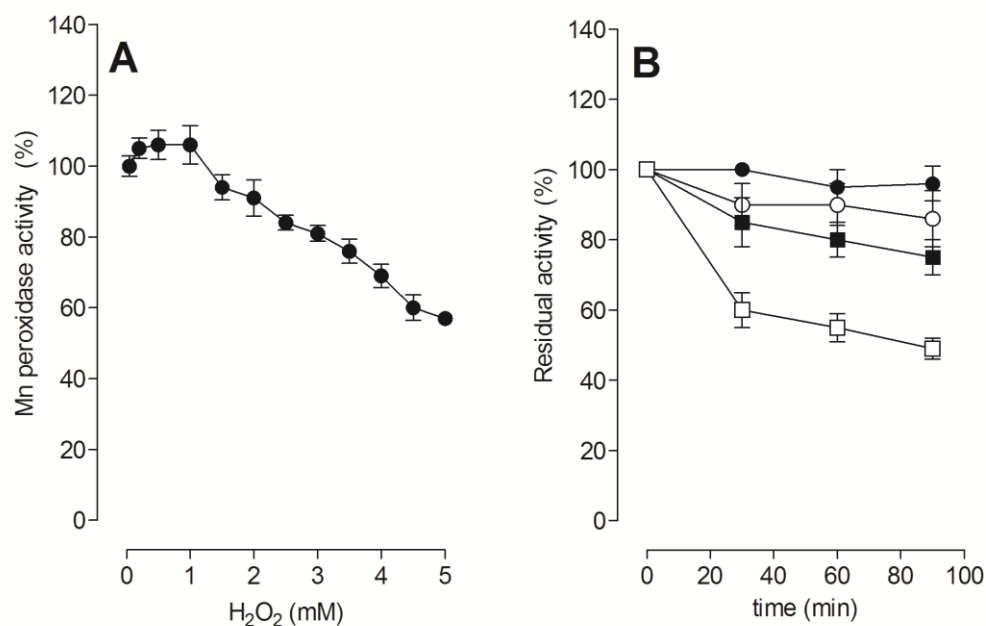 A
140
120
100
80
60
40
20
0
Mn peroxidase activity (%)
0 1 2 3 4 5
H₂O₂ (mM)
B
140
120
100
80
60
40
20
0
Residual activity (%)
0 20 40 60 80 100
time (min)